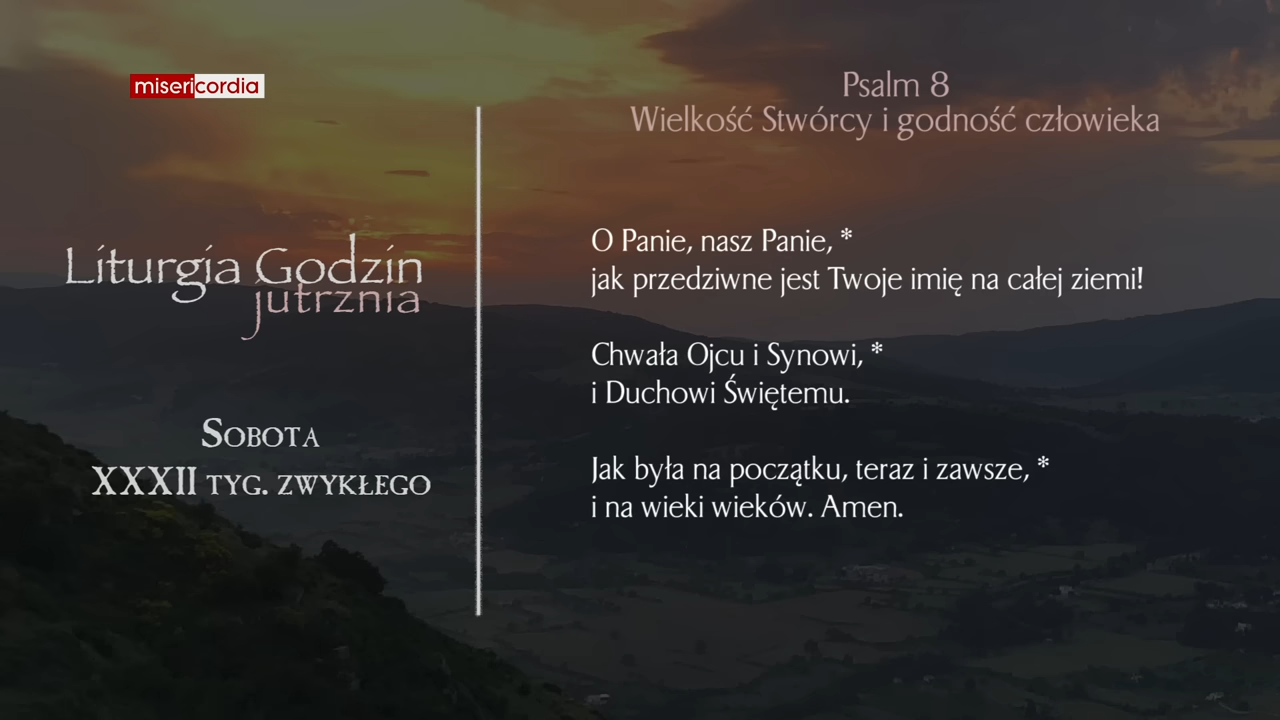 misericordia
Liturgia Godzin
jutrznia
Sobota
XXXII tyg. zwykłego
Psalm 8
Wielkość Stwórcy i godność człowieka
O Panie, nasz Panie, *
jak przedziwne jest Twoje imię na całej ziemi!
Chwała Ojcu i Synowi, *
i Duchowi Świętemu.
Jak była na początku, teraz i zawsze, *
i na wieki wieków. Amen.